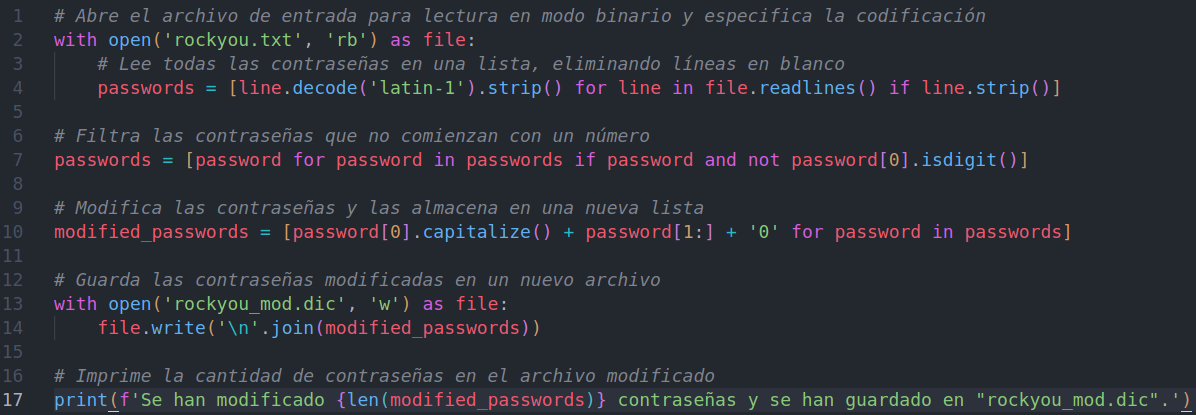 1 # Abre el archivo de entrada para lectura en modo binario y especifica la codificación
2 with open('rockyou.txt', 'rb') as file:
3     # Lee todas las contraseñas en una lista, eliminando líneas en blanco
4     passwords = [line.decode('latin-1').strip() for line in file.readlines() if line.strip()]
5
6 # Filtra las contraseñas que no comienzan con un número
7 passwords = [password for password in passwords if password and not password[0].isdigit()]
8
9 # Modifica las contraseñas y las almacena en una nueva lista
10 modified_passwords = [password[0].capitalize() + password[1:] + '0' for password in passwords]
11
12 # Guarda las contraseñas modificadas en un nuevo archivo
13 with open('rockyou_mod.dic', 'w') as file:
14     file.write('\n'.join(modified_passwords))
15
16 # Imprime la cantidad de contraseñas en el archivo modificado
17 print(f'Se han modificado {len(modified_passwords)} contraseñas y se han guardado en "rockyou_mod.dic".')